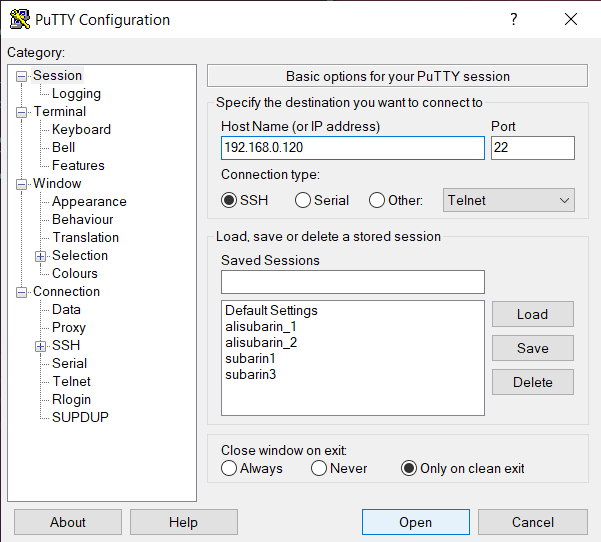 PuTTY Configuration
?
Category:
Session
Logging
Terminal
Keyboard
Bell
Features
Window
Appearance
Behaviour
Translation
Selection
Colours
Connection
Data
Proxy
SSH
Serial
Telnet
Rlogin
SUPDUP
Basic options for your PuTTY session
Specify the destination you want to connect to
Host Name (or IP address) Port
192.168.0.120 22
Connection type:
SSH Serial Other: Telnet
Load, save or delete a stored session
Saved Sessions
Default Settings
alisubarin_1
alisubarin_2
subarin1
subarin3
Load
Save
Delete
Close window on exit:
Always Never Only on clean exit
About Help Open Cancel